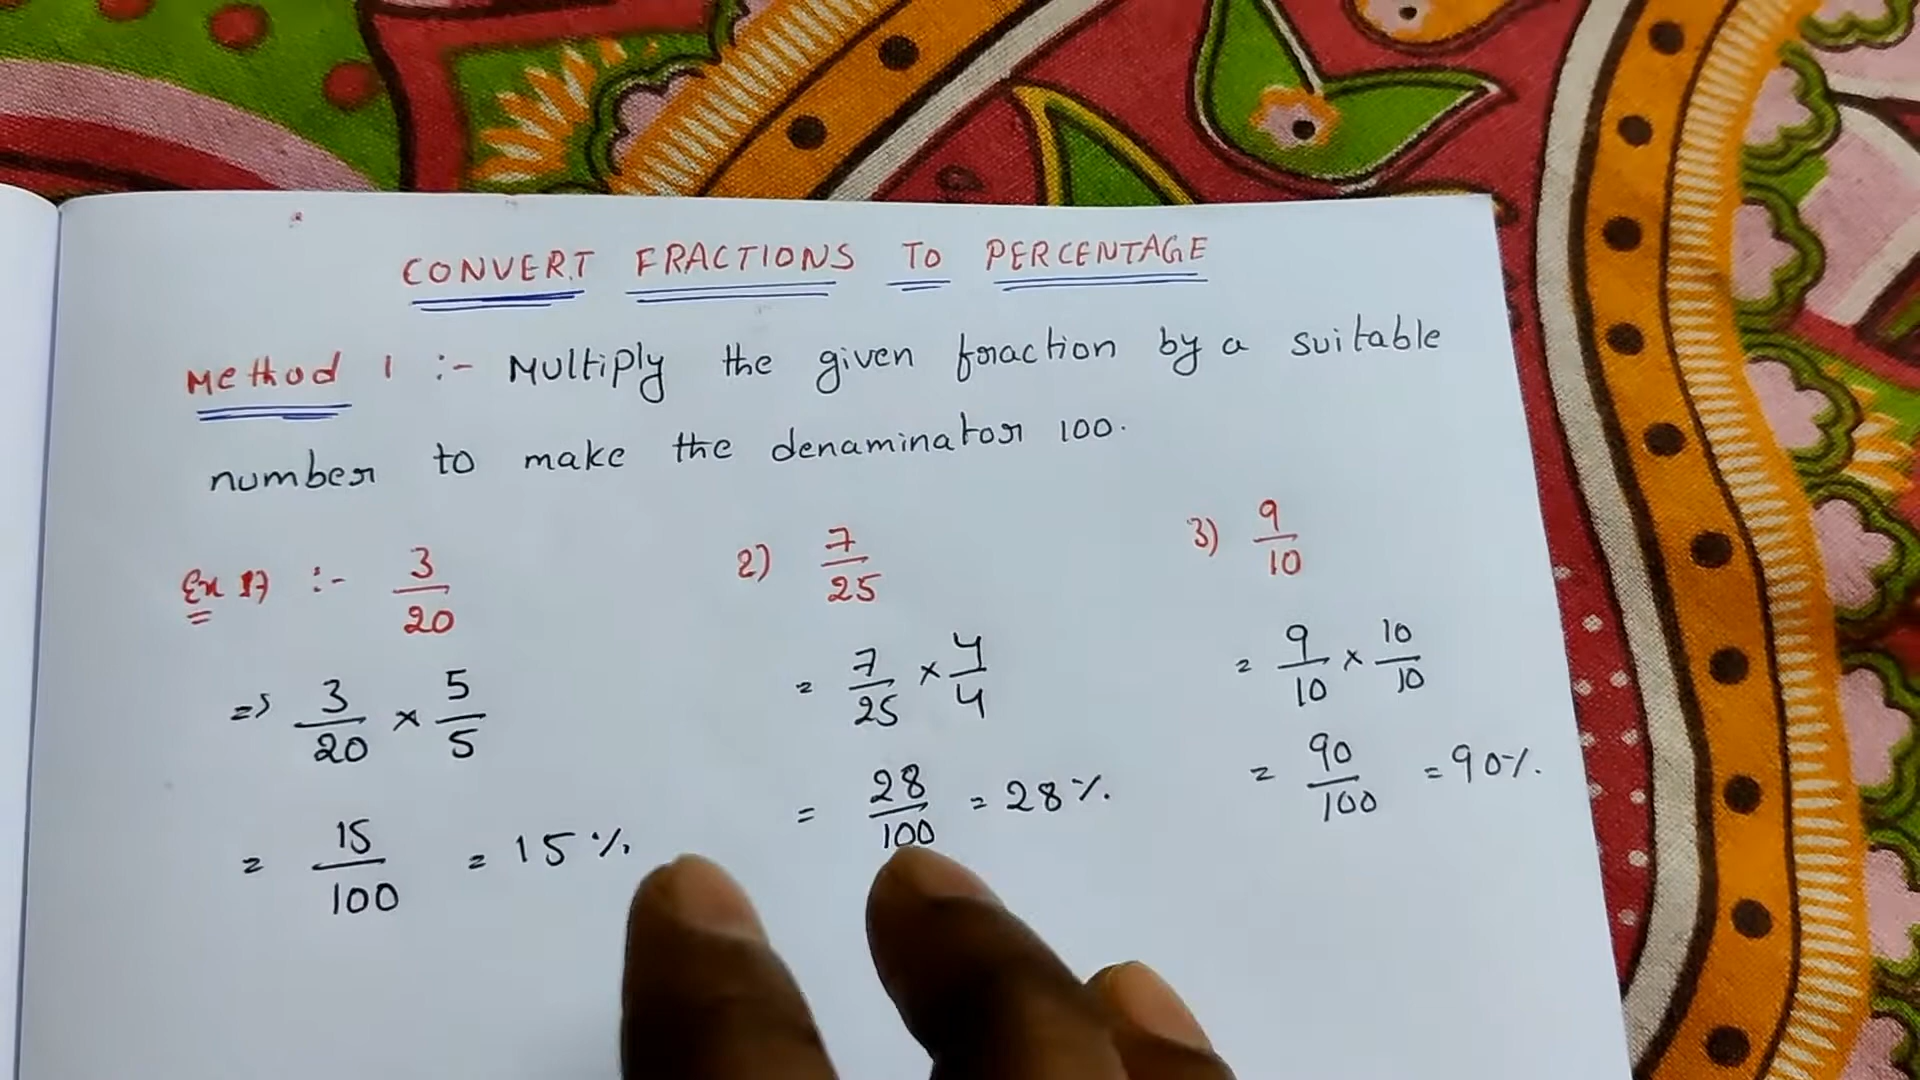 CONVERT FRACTIONS TO PERCENTAGE
Method 1 :- Multiply the given fraction by a suitable
number to make the denaminator 100.
Ex 1) :- 3/20
=> 3/20 × 5/5
= 15/100 = 15%
2) 7/25
= 7/25 × 4/4
= 28/100 = 28%
3) 9/10
= 9/10 × 10/10
= 90/100 = 90%